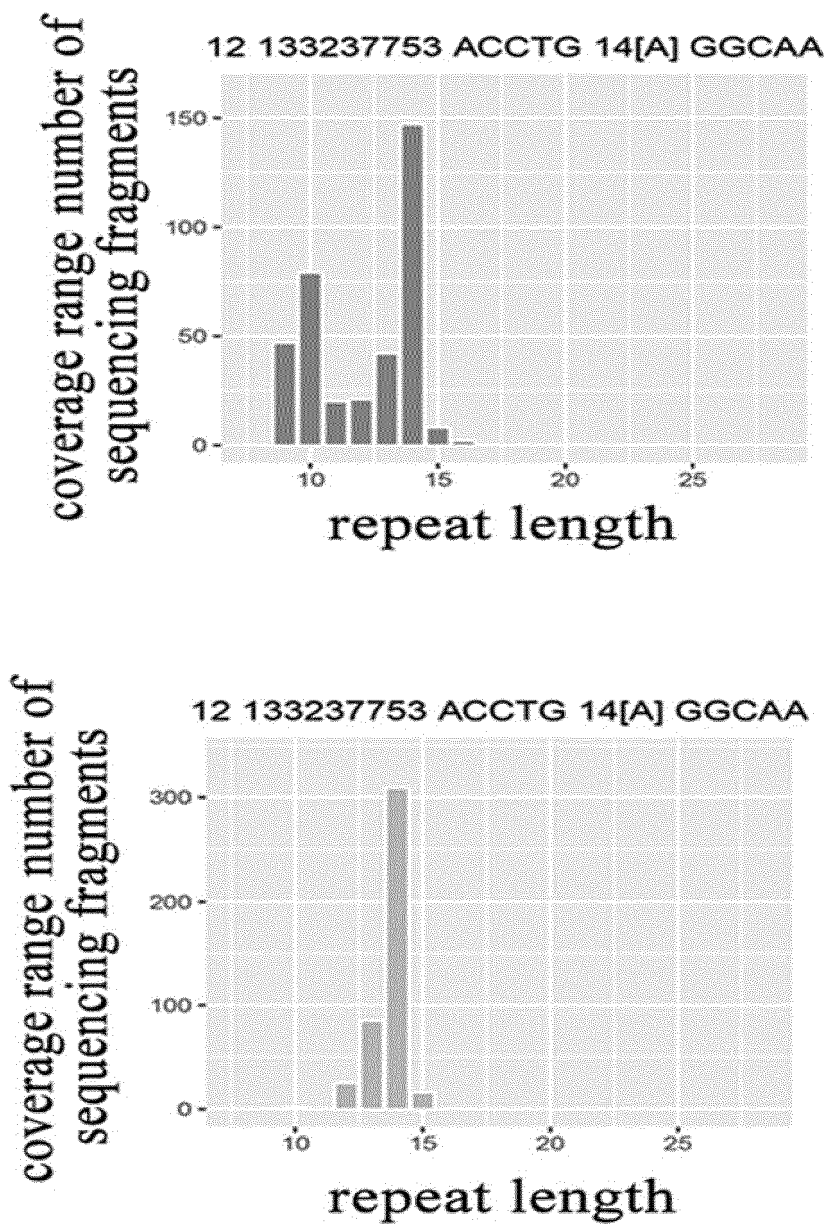 12 133237753 ACCTG 14[A] GGCAA
coverage range number of
sequencing fragments
150
100
50
0
10 15 20 25
repeat length
12 133237753 ACCTG 14[A] GGCAA
coverage range number of
sequencing fragments
300
200
100
0
10 15 20 25
repeat length